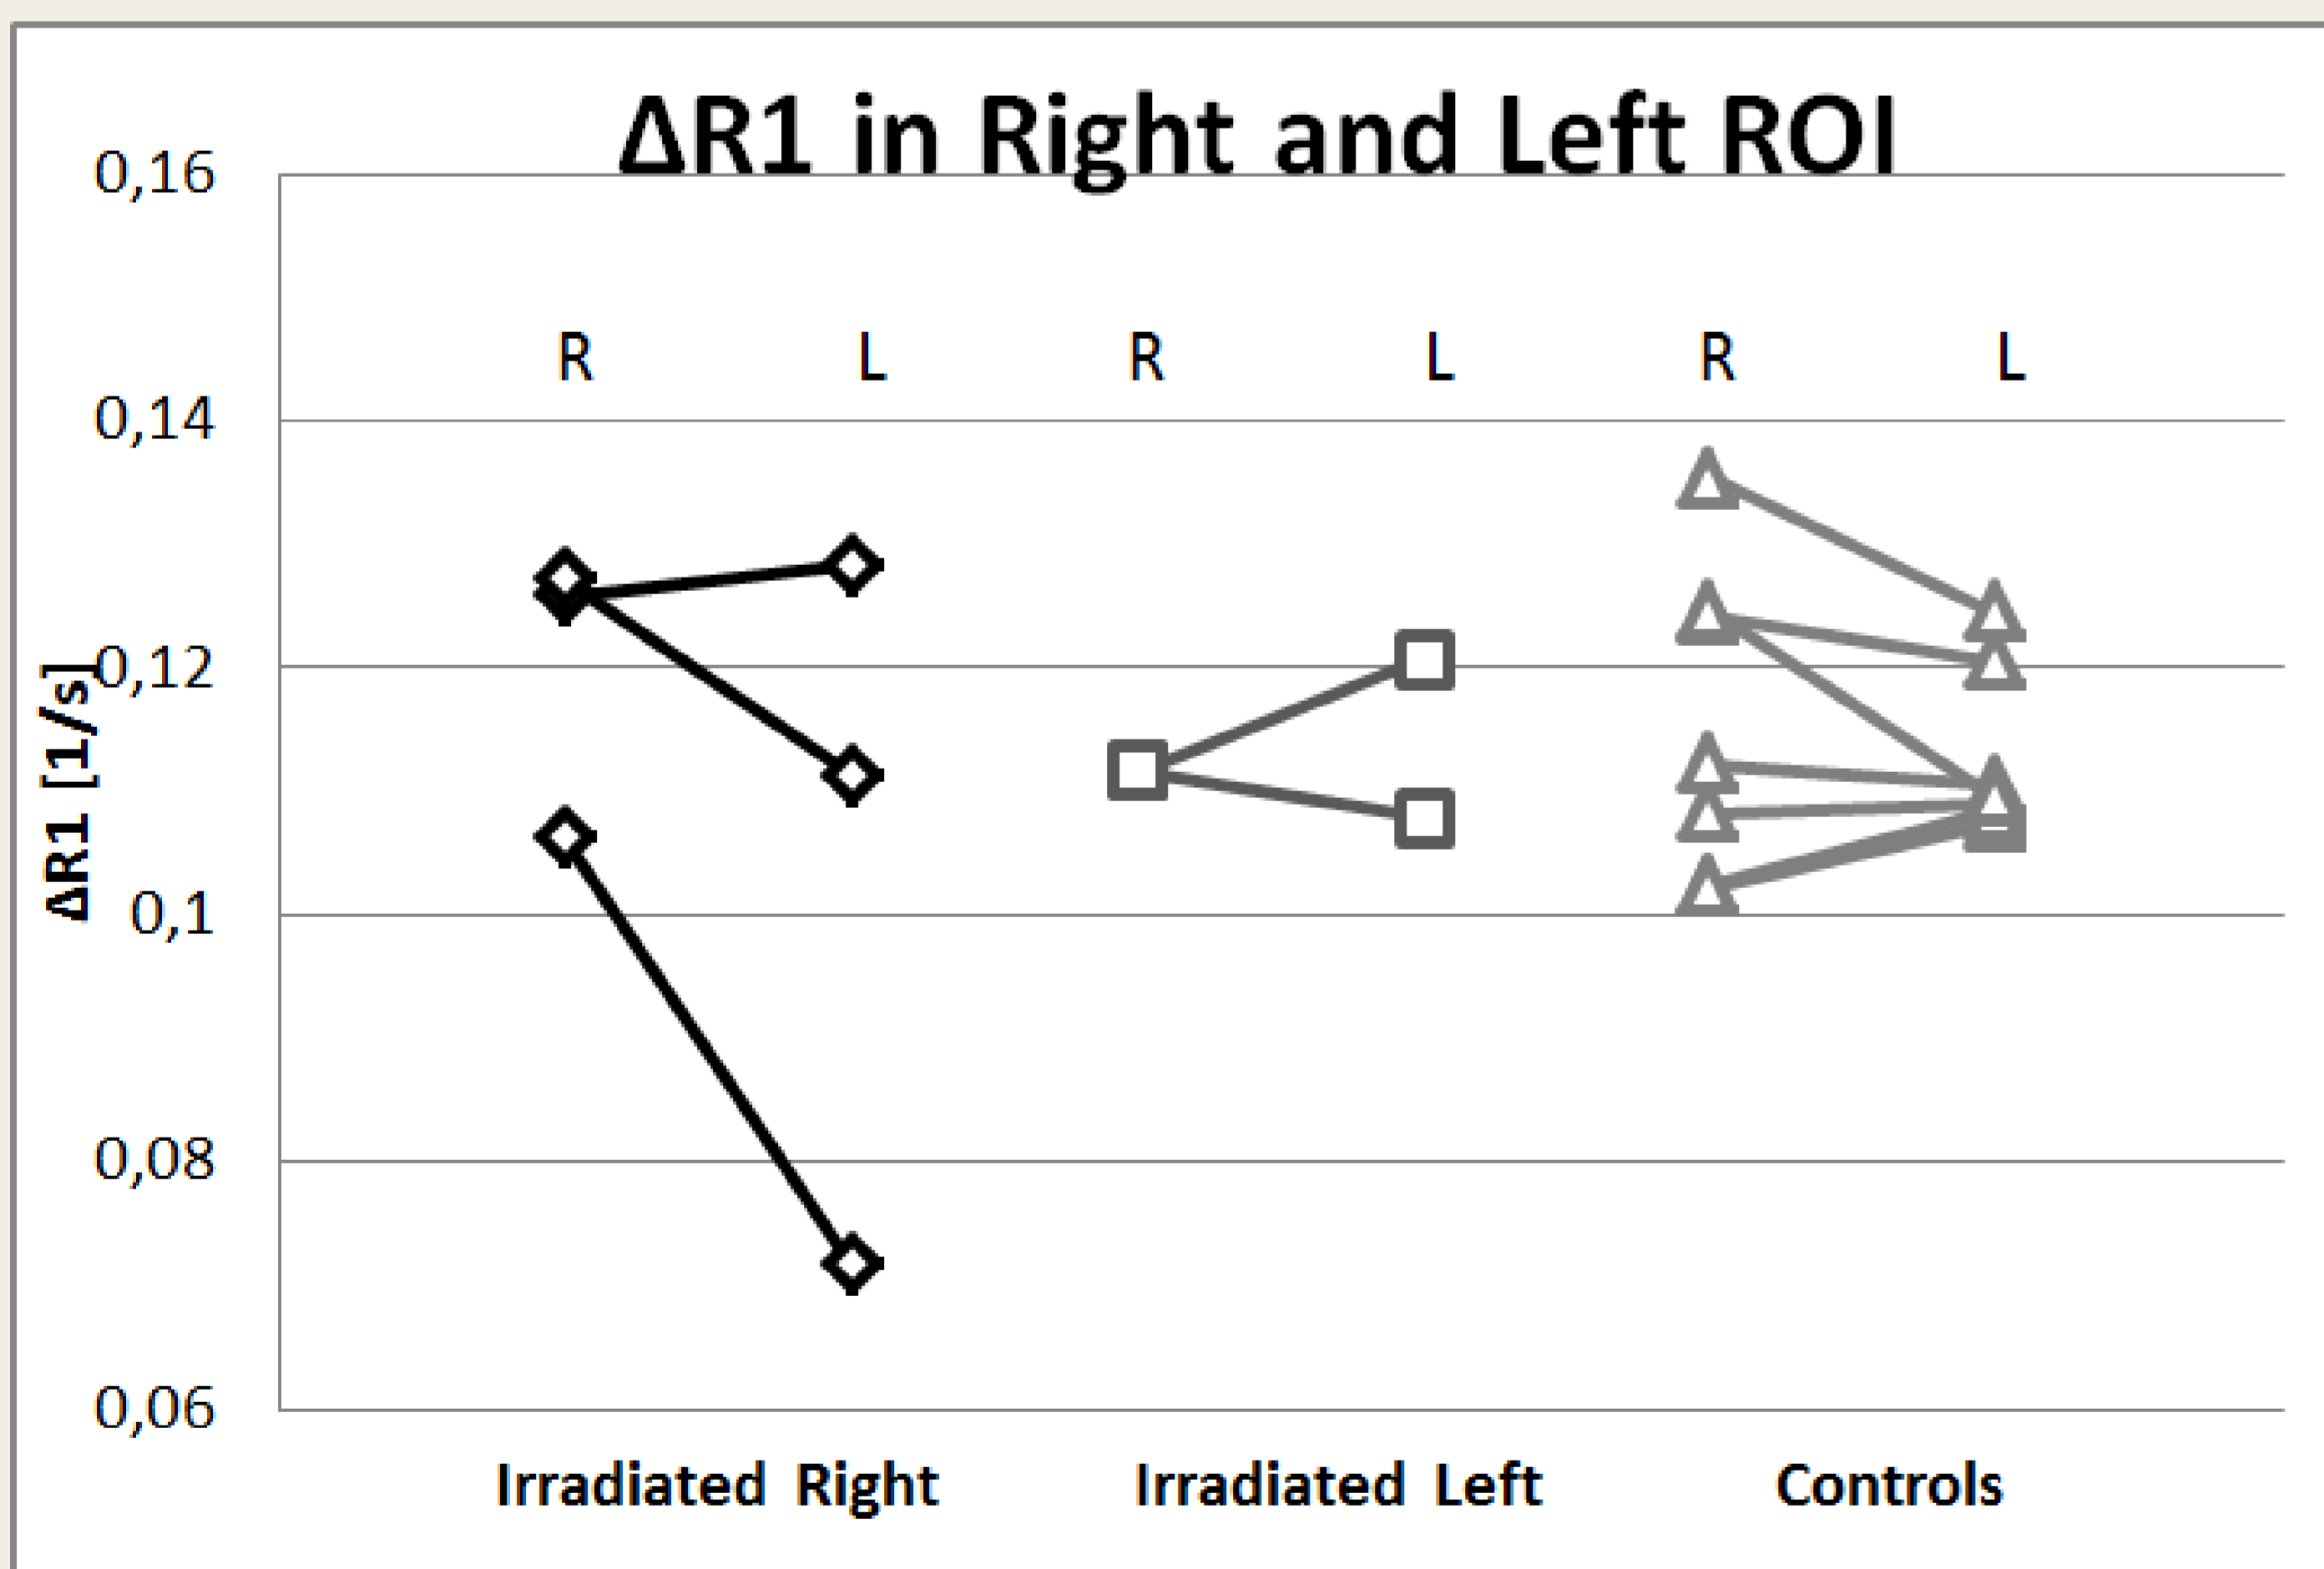 ΔR1 in Right and Left ROI
0,16
R L R L R L
0,14
0,12
ΔR1 [1/s]
0,1
0,08
0,06
Irradiated Right Irradiated Left Controls